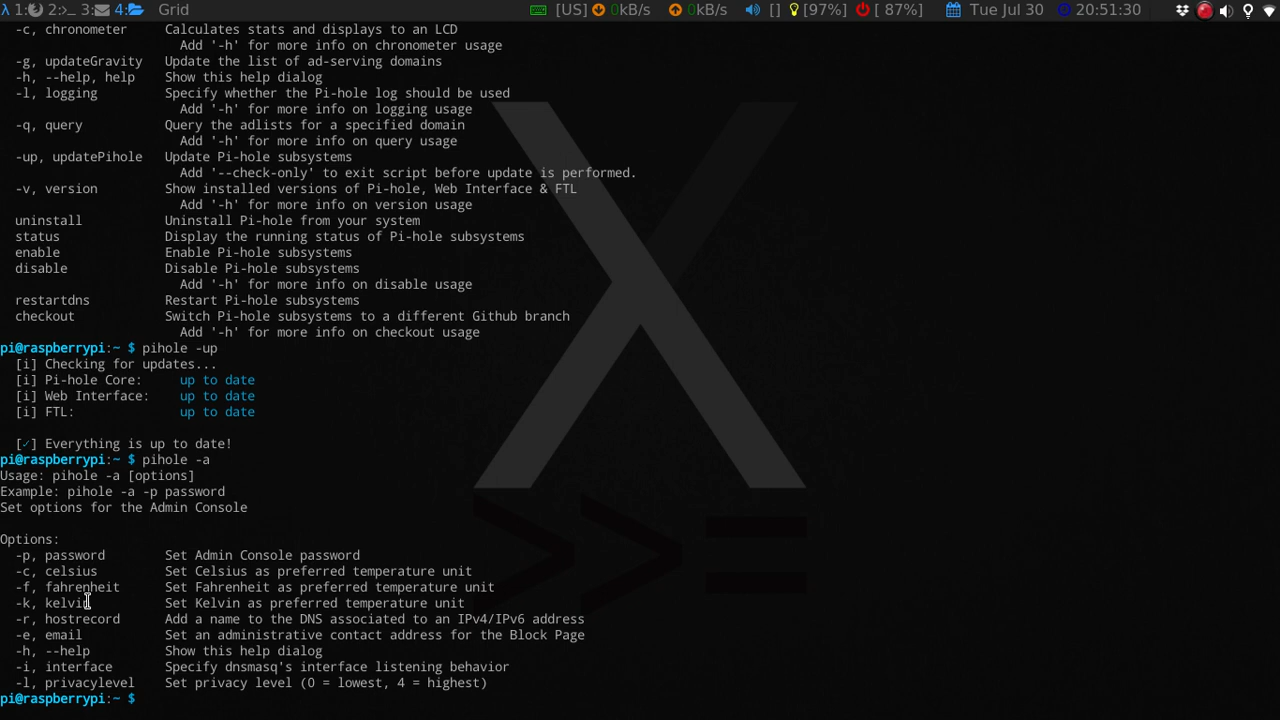 λ 1: 2:>_ 3: 4: Grid [US] 0kB/s 0kB/s [] [97%] [ 87%] Tue Jul 30 20:51:30
-c, chronometer Calculates stats and displays to an LCD
Add '-h' for more info on chronometer usage
-g, updateGravity Update the list of ad-serving domains
-h, --help, help Show this help dialog
-l, logging Specify whether the Pi-hole log should be used
Add '-h' for more info on logging usage
-q, query Query the adlists for a specified domain
Add '-h' for more info on query usage
-up, updatePihole Update Pi-hole subsystems
Add '--check-only' to exit script before update is performed.
-v, version Show installed versions of Pi-hole, Web Interface & FTL
Add '-h' for more info on version usage
uninstall Uninstall Pi-hole from your system
status Display the running status of Pi-hole subsystems
enable Enable Pi-hole subsystems
disable Disable Pi-hole subsystems
Add '-h' for more info on disable usage
restartdns Restart Pi-hole subsystems
checkout Switch Pi-hole subsystems to a different Github branch
Add '-h' for more info on checkout usage
pi@raspberrypi:~ $ pihole -up
[i] Checking for updates...
[i] Pi-hole Core: up to date
[i] Web Interface: up to date
[i] FTL: up to date
[✓] Everything is up to date!
pi@raspberrypi:~ $ pihole -a
Usage: pihole -a [options]
Example: pihole -a -p password
Set options for the Admin Console
Options:
-p, password Set Admin Console password
-c, celsius Set Celsius as preferred temperature unit
-f, fahrenheit Set Fahrenheit as preferred temperature unit
-k, kelvin Set Kelvin as preferred temperature unit
-r, hostrecord Add a name to the DNS associated to an IPv4/IPv6 address
-e, email Set an administrative contact address for the Block Page
-h, --help Show this help dialog
-i, interface Specify dnsmasq's interface listening behavior
-l, privacylevel Set privacy level (0 = lowest, 4 = highest)
pi@raspberrypi:~ $